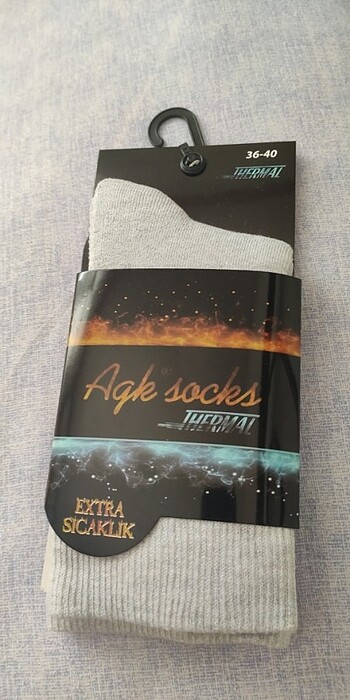 36-40
THERMAL
Agk socks
THERMAL
EXTRA
SICAKLIK